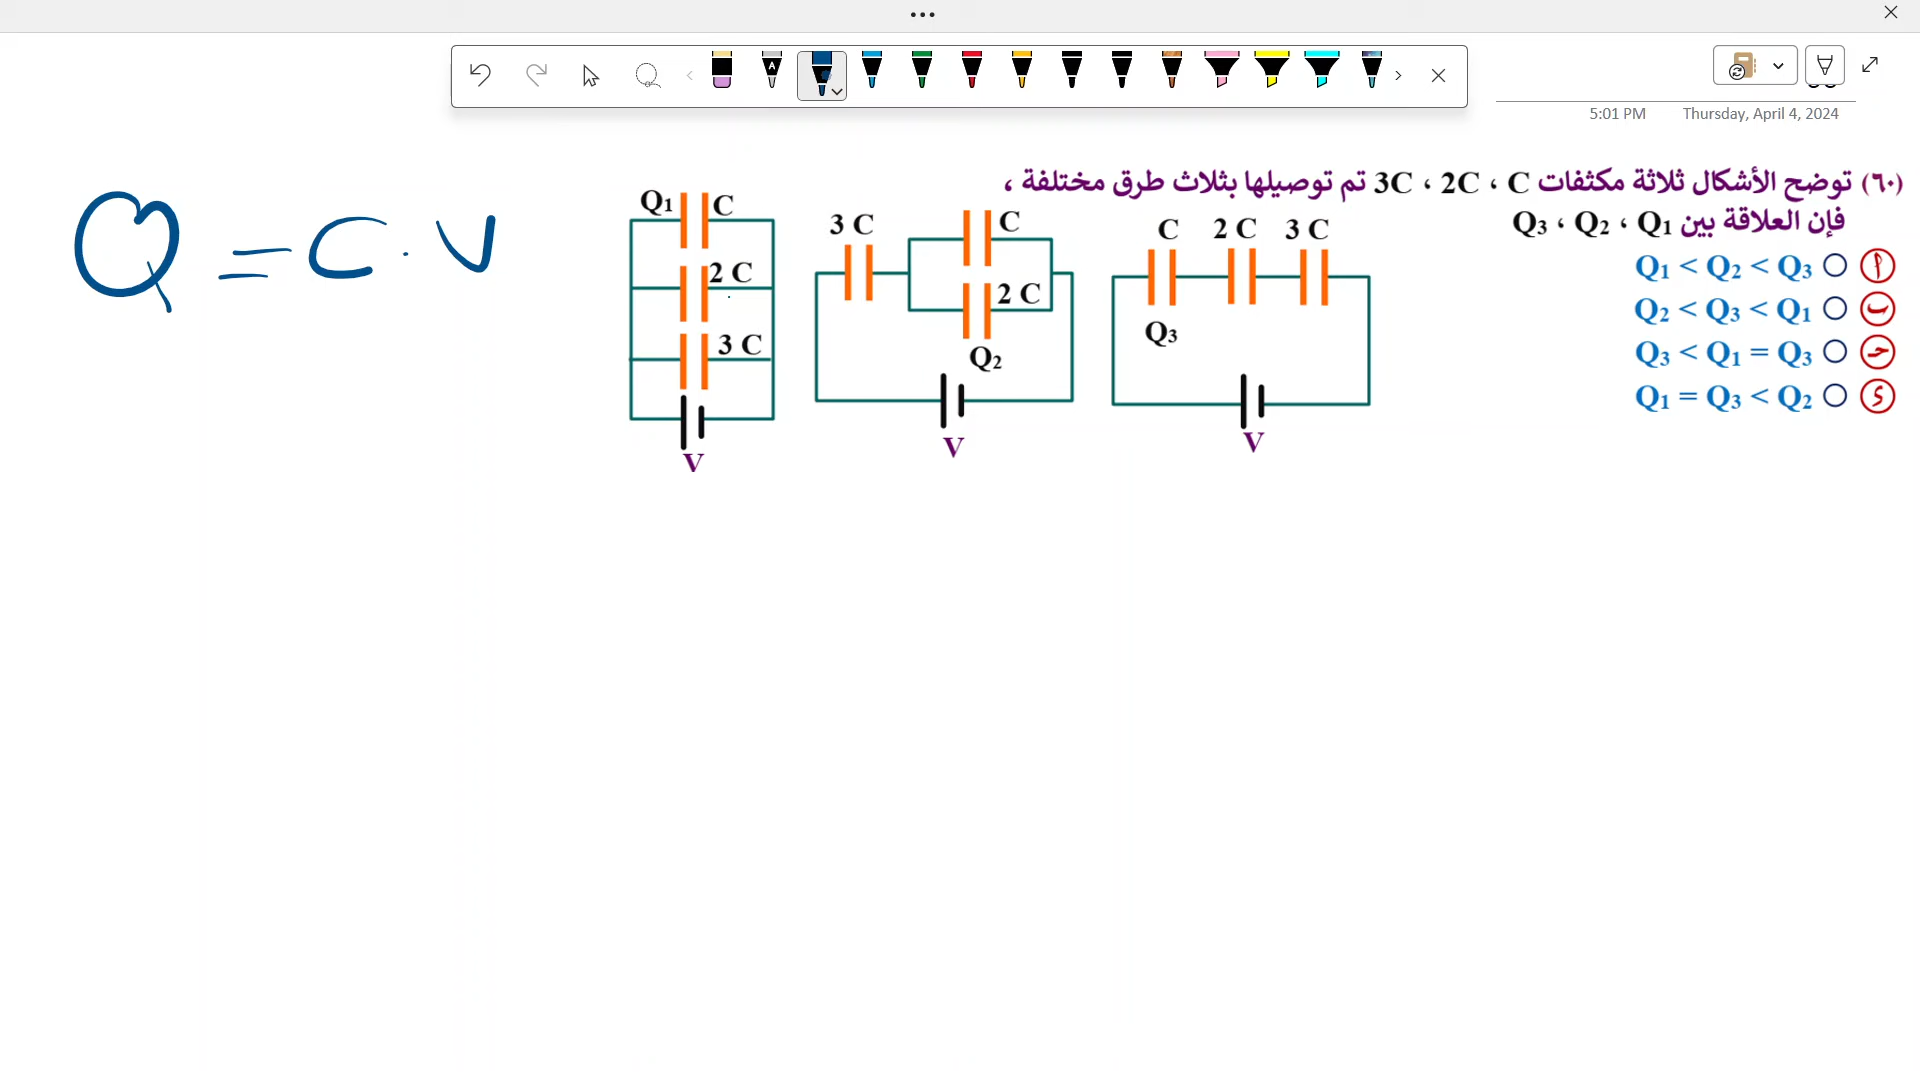 5:01 PM Thursday, April 4, 2024
(٦٠) توضح الأشكال ثلاثة مكثفات 3C ، 2C ، C تم توصيلها بثلاث طرق مختلفة ،
فإن العلاقة بين Q3 ، Q2 ، Q1
أ Q1 < Q2 < Q3
ب Q2 < Q3 < Q1
حـ Q3 < Q1 = Q3
د Q1 = Q3 < Q2
Q = C . V
Q1 C
2 C
3 C
V
3 C C
2 C
Q2
V
C 2 C 3 C
Q3
V